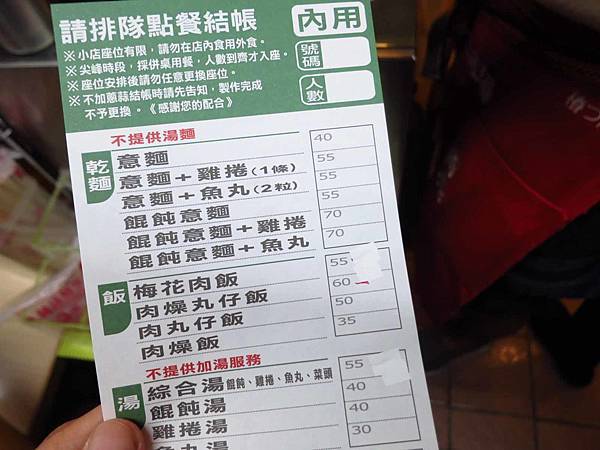 請排隊點餐結帳
內用
※小店座位有限，請勿在店內食用外食。
※尖峰時段，採併桌用餐，人數到齊才入座。
※座位安排後請勿任意更換座位。
※不加蔥蒜結帳時請先告知，製作完成
不予更換。《感謝您的配合》
號碼
人數
不提供湯麵
乾麵
意麵 40
意麵＋雞捲(1條) 55
意麵＋魚丸(2粒) 55
餛飩意麵 55
餛飩意麵＋雞捲 70
餛飩意麵＋魚丸 70
飯
梅花肉飯 55
肉燥丸仔飯 60
肉丸仔飯 50
肉燥飯 35
不提供加湯服務
湯
綜合湯餛飩、雞捲、魚丸、菜頭 55
餛飩湯 40
雞捲湯 40
魚丸湯 30